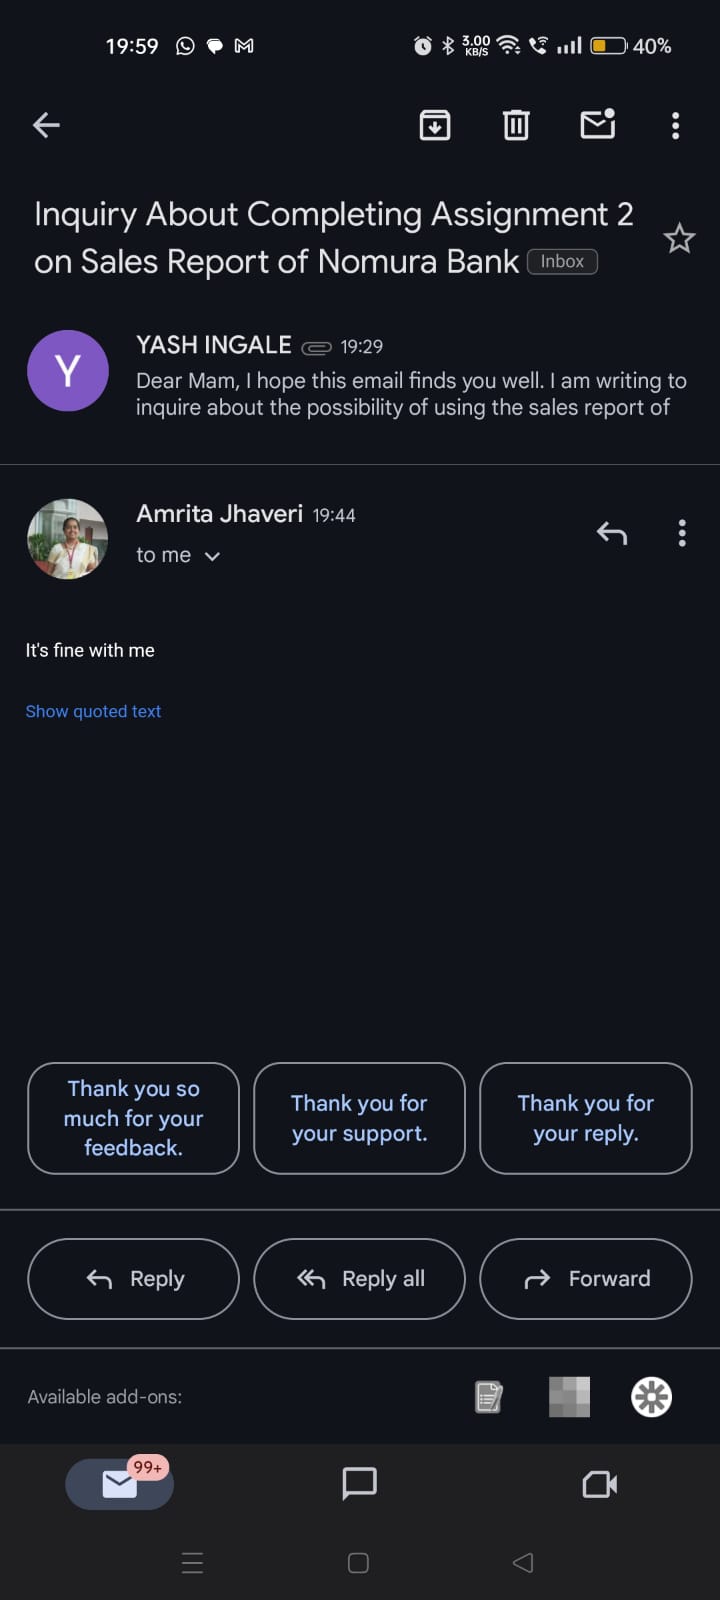 19:59
3.00
KB/S
40%
Inquiry About Completing Assignment 2
on Sales Report of Nomura Bank Inbox
Y
YASH INGALE 19:29
Dear Mam, I hope this email finds you well. I am writing to
inquire about the possibility of using the sales report of
Amrita Jhaveri 19:44
to me
It's fine with me
Show quoted text
Thank you so
much for your
feedback.
Thank you for
your support.
Thank you for
your reply.
Reply
Reply all
Forward
Available add-ons:
99+